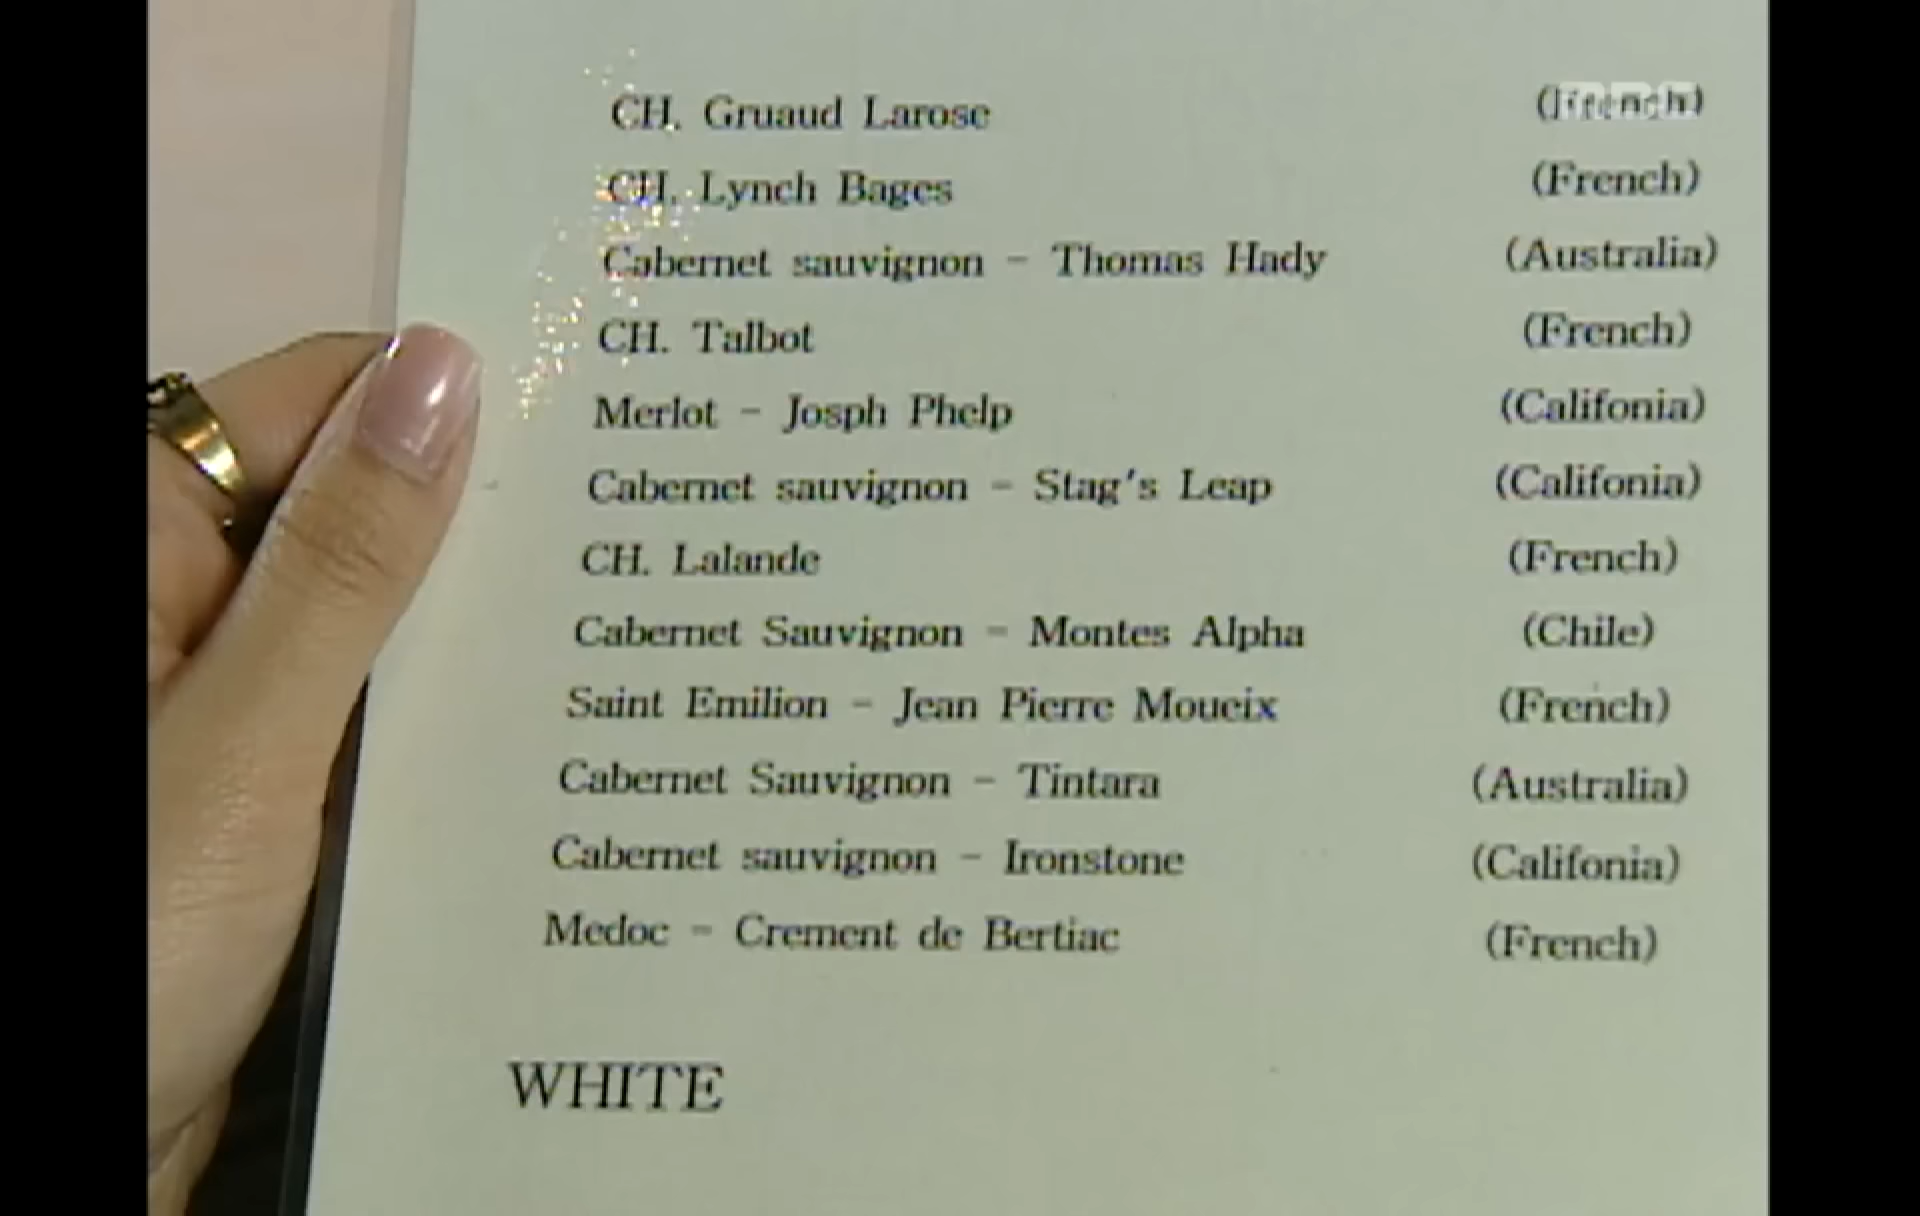 CH. Gruaud Larose (French)
CH. Lynch Bages (French)
Cabernet sauvignon - Thomas Hady (Australia)
CH. Talbot (French)
Merlot - Josph Phelp (Califonia)
Cabernet sauvignon - Stag's Leap (Califonia)
CH. Lalande (French)
Cabernet Sauvignon - Montes Alpha (Chile)
Saint Emilion - Jean Pierre Moueix (French)
Cabernet Sauvignon - Tintara (Australia)
Cabernet sauvignon - Ironstone (Califonia)
Medoc - Crement de Bertiac (French)
WHITE